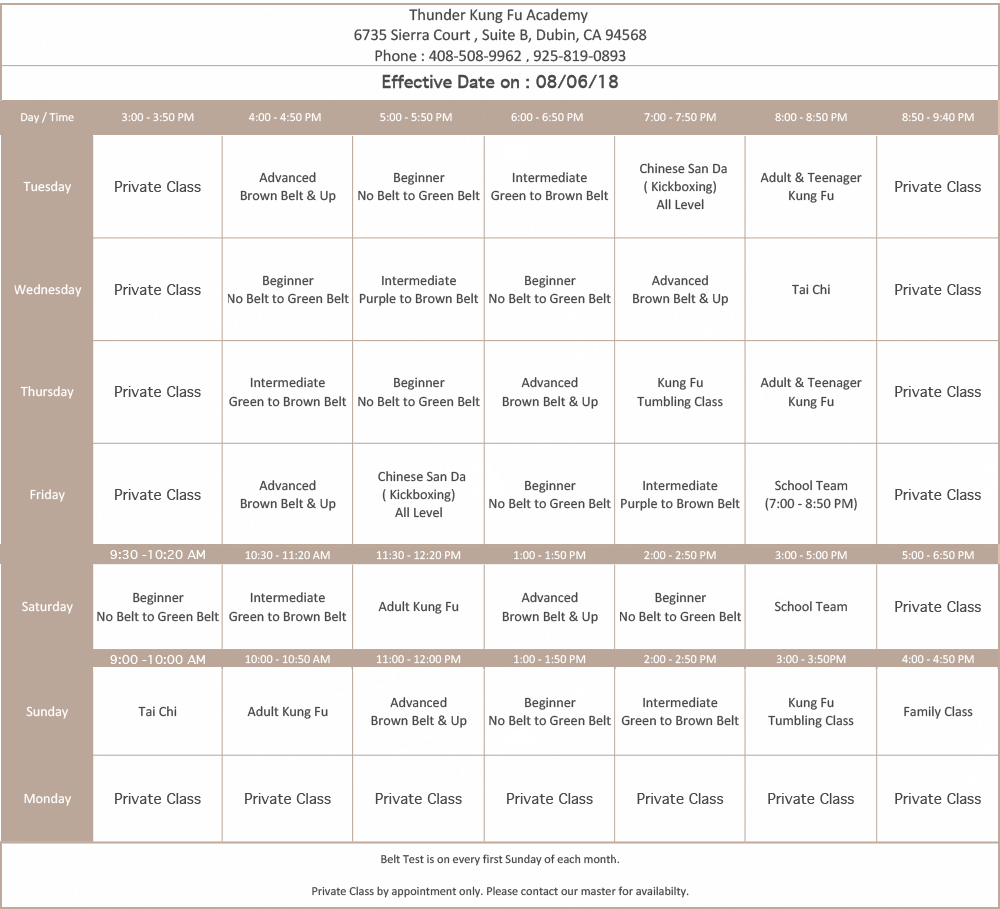 Thunder Kung Fu Academy
6735 Sierra Court , Suite B, Dubin, CA 94568
Phone : 408-508-9962 , 925-819-0893
Effective Date on : 08/06/18
Day / Time 3:00 - 3:50 PM 4:00 - 4:50 PM 5:00 - 5:50 PM 6:00 - 6:50 PM 7:00 - 7:50 PM 8:00 - 8:50 PM 8:50 - 9:40 PM
Tuesday
Private Class
Advanced
Brown Belt & Up
Beginner
No Belt to Green Belt
Intermediate
Green to Brown Belt
Chinese San Da
( Kickboxing)
All Level
Adult & Teenager
Kung Fu
Private Class
Wednesday
Private Class
Beginner
No Belt to Green Belt
Intermediate
Purple to Brown Belt
Beginner
No Belt to Green Belt
Advanced
Brown Belt & Up
Tai Chi
Private Class
Thursday
Private Class
Intermediate
Green to Brown Belt
Beginner
No Belt to Green Belt
Advanced
Brown Belt & Up
Kung Fu
Tumbling Class
Adult & Teenager
Kung Fu
Private Class
Friday
Private Class
Advanced
Brown Belt & Up
Chinese San Da
( Kickboxing)
All Level
Beginner
No Belt to Green Belt
Intermediate
Purple to Brown Belt
School Team
(7:00 - 8:50 PM)
Private Class
9:30 -10:20 AM 10:30 - 11:20 AM 11:30 - 12:20 PM 1:00 - 1:50 PM 2:00 - 2:50 PM 3:00 - 5:00 PM 5:00 - 6:50 PM
Saturday
Beginner
No Belt to Green Belt
Intermediate
Green to Brown Belt
Adult Kung Fu
Advanced
Brown Belt & Up
Beginner
No Belt to Green Belt
School Team
Private Class
9:00 -10:00 AM 10:00 - 10:50 AM 11:00 - 12:00 PM 1:00 - 1:50 PM 2:00 - 2:50 PM 3:00 - 3:50PM 4:00 - 4:50 PM
Sunday
Tai Chi
Adult Kung Fu
Advanced
Brown Belt & Up
Beginner
No Belt to Green Belt
Intermediate
Green to Brown Belt
Kung Fu
Tumbling Class
Family Class
Monday
Private Class
Private Class
Private Class
Private Class
Private Class
Private Class
Private Class
Belt Test is on every first Sunday of each month.
Private Class by appointment only. Please contact our master for availabilty.